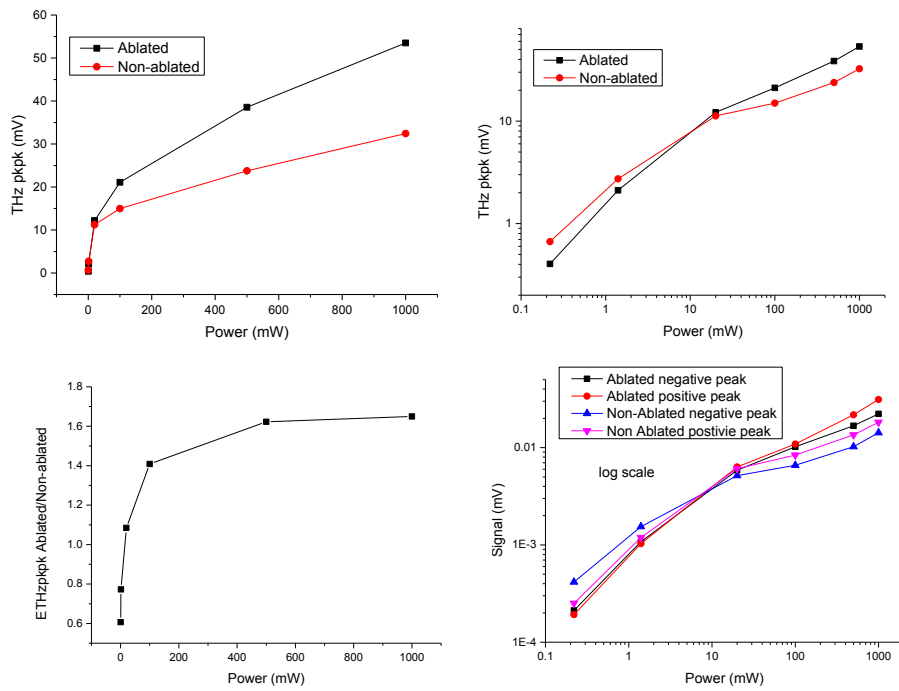 Ablated
Non-ablated
60
50
40
30
20
10
0
THz pkpk (mV)
0
200
400
600
800
1000
Power (mW)
Ablated
Non-ablated
10
1
THz pkpk (mV)
0.1
1
10
100
1000
Power (mW)
1.8
1.6
1.4
1.2
1.0
0.8
0.6
ETHzpkpk Ablated/Non-ablated
0
200
400
600
800
1000
Power (mW)
Ablated negative peak
Ablated positive peak
Non-Ablated negative peak
Non Ablated postivie peak
log scale
0.01
1E-3
1E-4
Signal (mV)
0.1
1
10
100
1000
Power (mW)